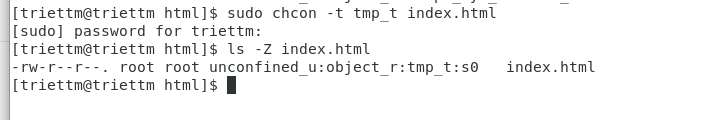 [triettm@triettm html]$ sudo chcon -t tmp_t index.html
[sudo] password for triettm:
[triettm@triettm html]$ ls -Z index.html
-rw-r--r--. root root unconfined_u:object_r:tmp_t:s0   index.html
[triettm@triettm html]$